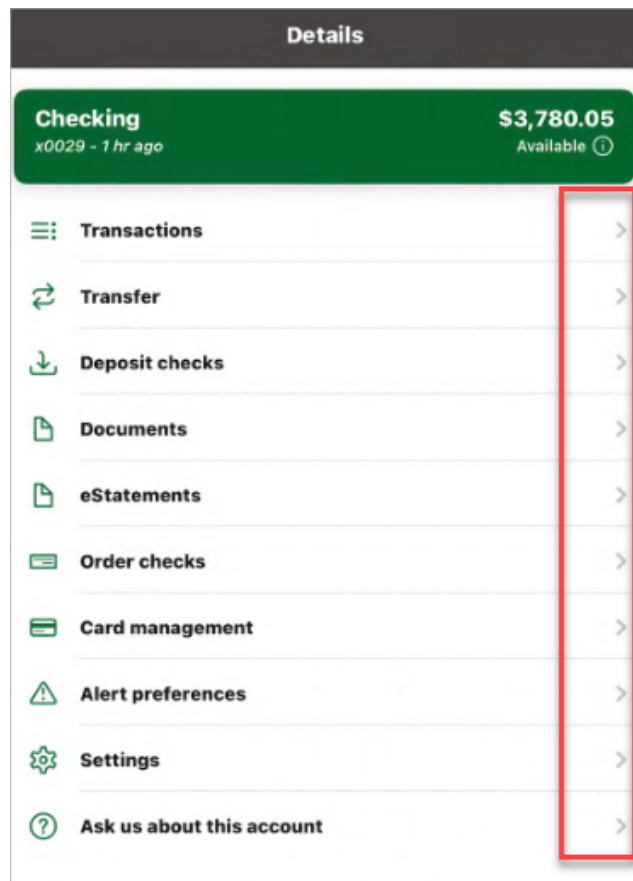 Details
Checking
$3,780.05
x0029 - 1 hr ago
Available
Transactions
Transfer
Deposit checks
Documents
eStatements
Order checks
Card management
Alert preferences
Settings
Ask us about this account